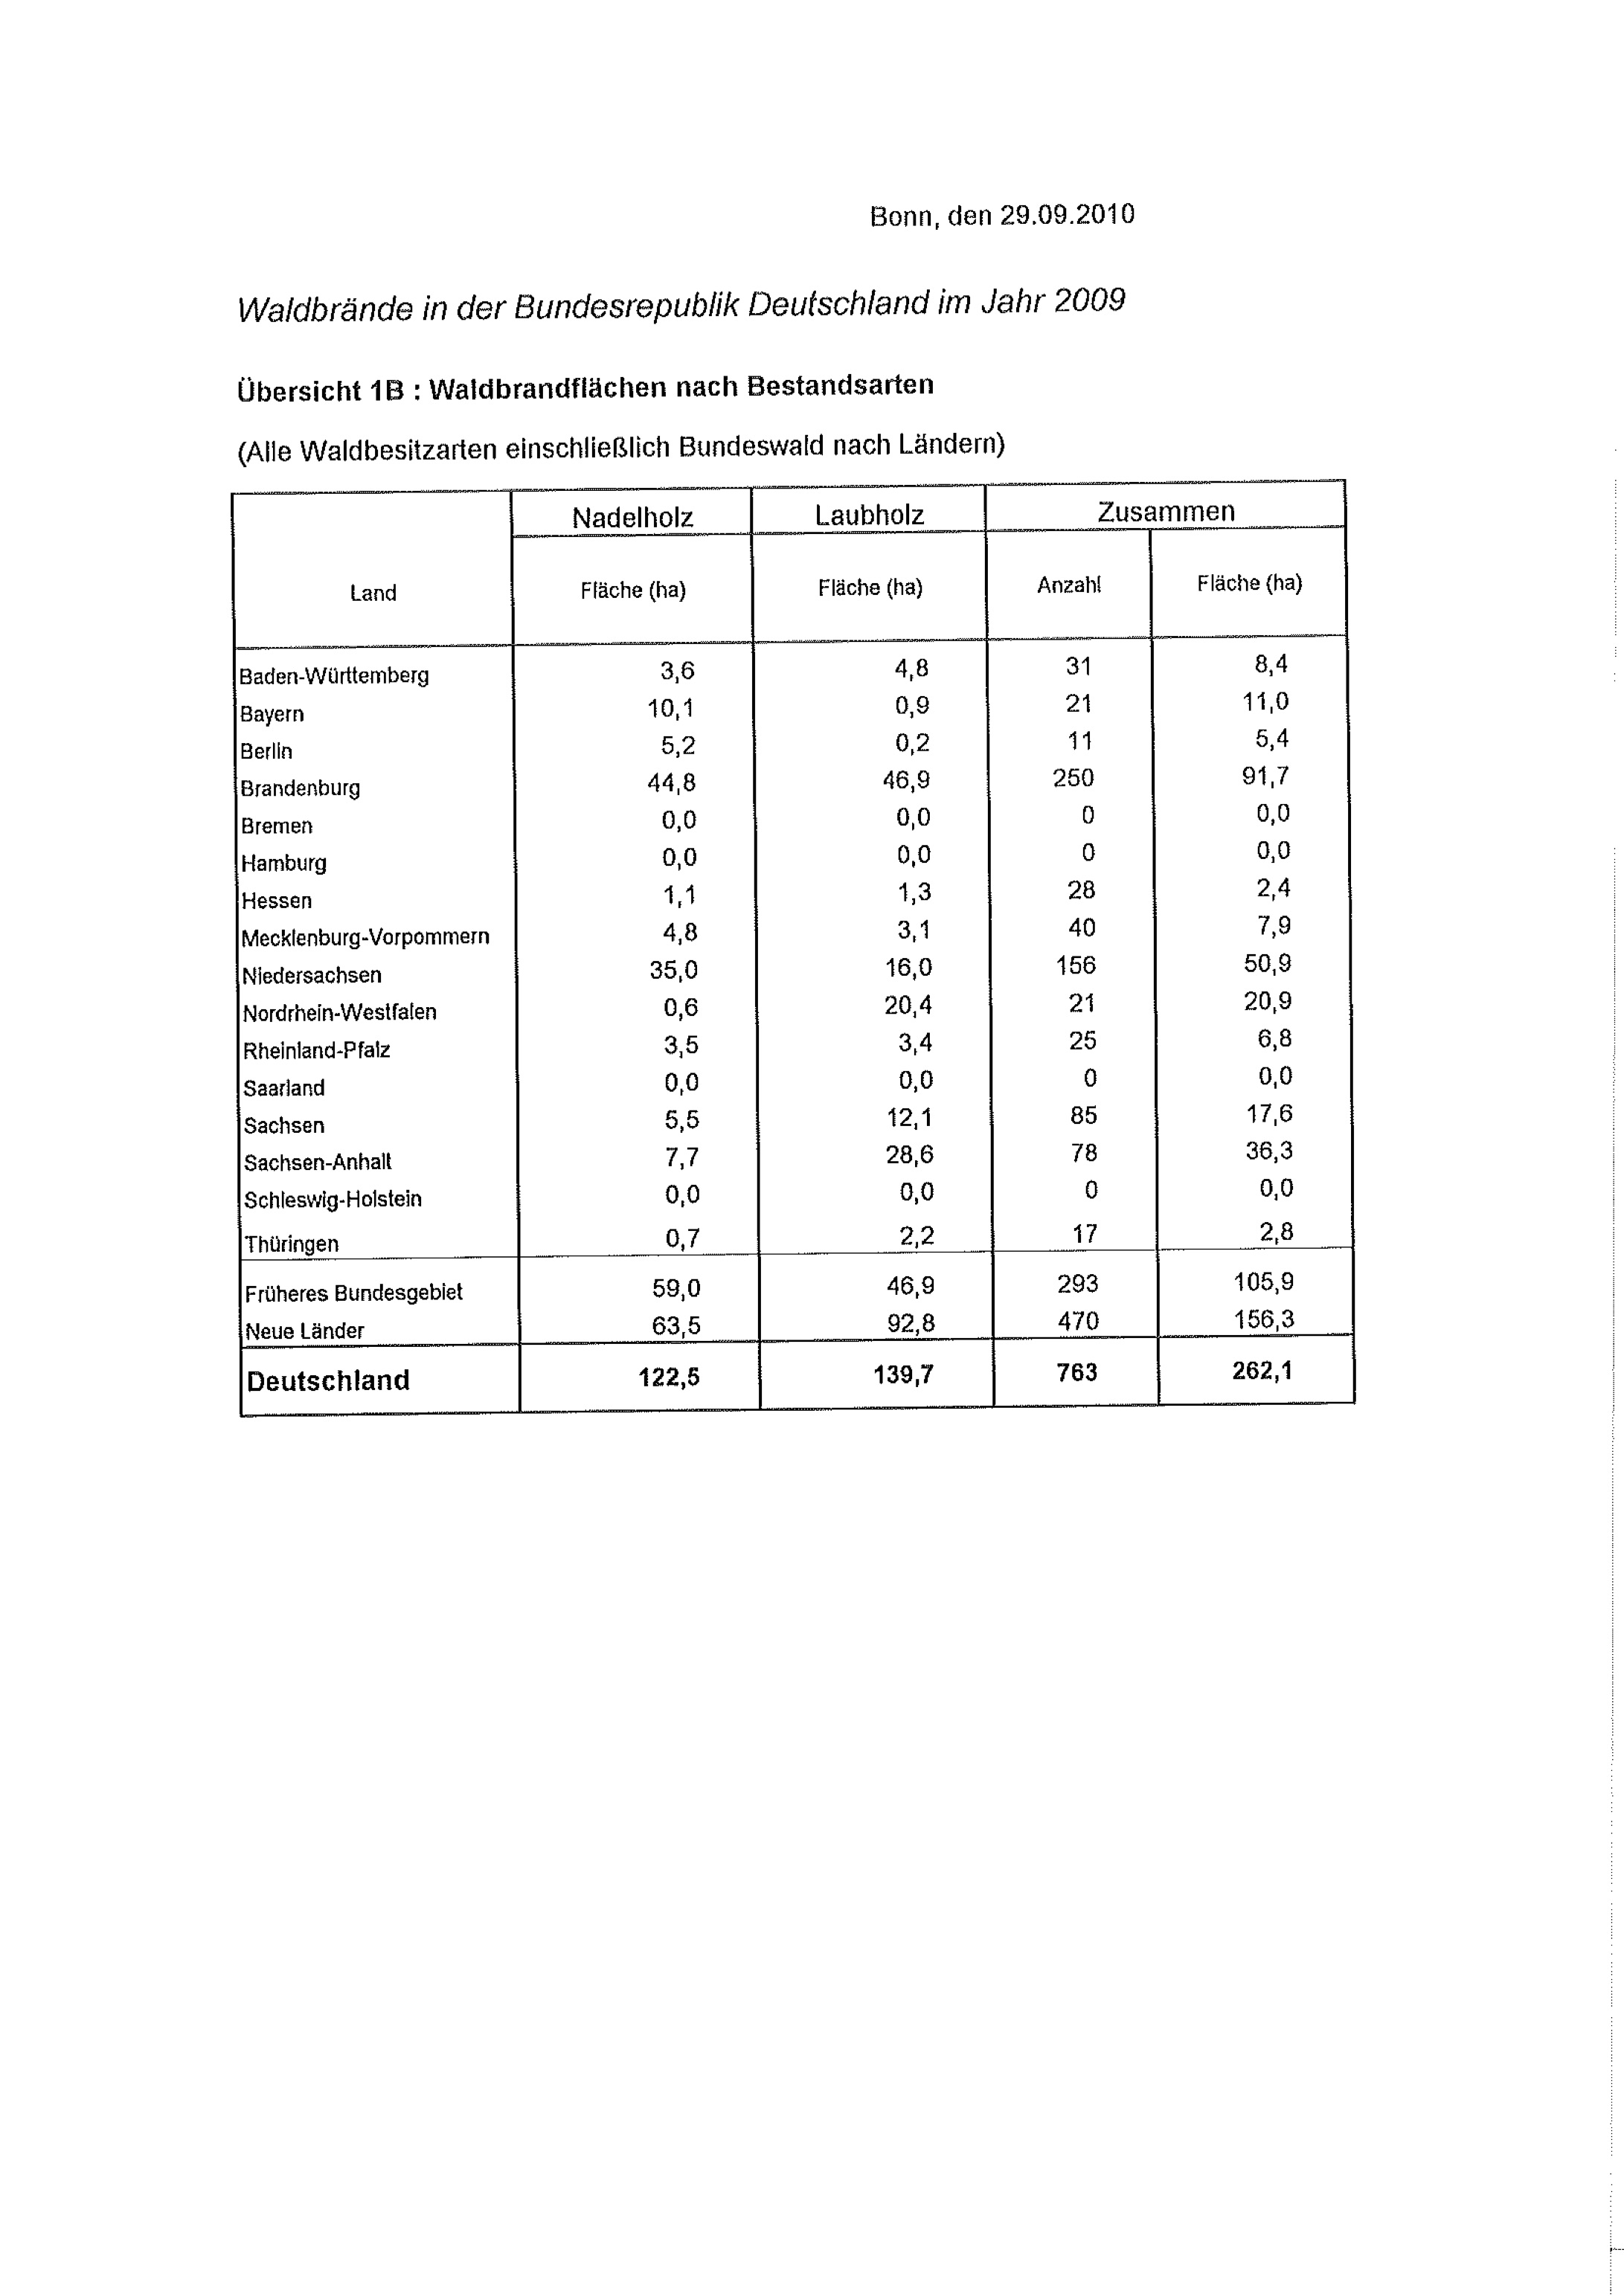 Bonn, den 29.09.2010
Waldbrände in der Bundesrepublik Deutschland im Jahr 2009
Übersicht 1B : Waldbrandflächen nach Bestandsarten
(Alle Waldbesitzarten einschließlich Bundeswald nach Ländern)
Nadelholz Laubholz Zusammen
Land Fläche (ha) Fläche (ha) Anzahl Fläche (ha)
Baden-Württemberg 3,6 4,8 31 8,4
Bayern 10,1 0,9 21 11,0
Berlin 5,2 0,2 11 5,4
Brandenburg 44,8 46,9 250 91,7
Bremen 0,0 0,0 0 0,0
Hamburg 0,0 0,0 0 0,0
Hessen 1,1 1,3 28 2,4
Mecklenburg-Vorpommern 4,8 3,1 40 7,9
Niedersachsen 35,0 16,0 156 50,9
Nordrhein-Westfalen 0,6 20,4 21 20,9
Rheinland-Pfalz 3,5 3,4 25 6,8
Saarland 0,0 0,0 0 0,0
Sachsen 5,5 12,1 85 17,6
Sachsen-Anhalt 7,7 28,6 78 36,3
Schleswig-Holstein 0,0 0,0 0 0,0
Thüringen 0,7 2,2 17 2,8
Früheres Bundesgebiet 59,0 46,9 293 105,9
Neue Länder 63,5 92,8 470 156,3
Deutschland 122,5 139,7 763 262,1